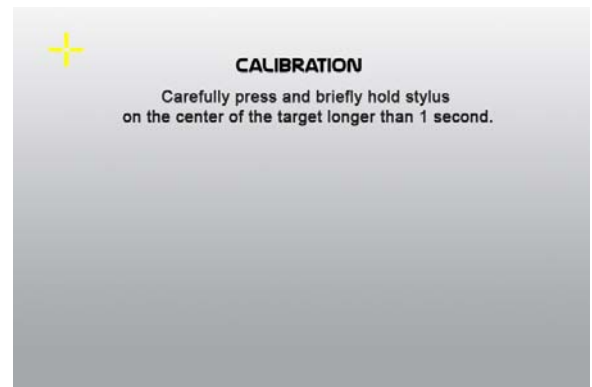 CALIBRATION
Carefully press and briefly hold stylus
on the center of the target longer than 1 second.